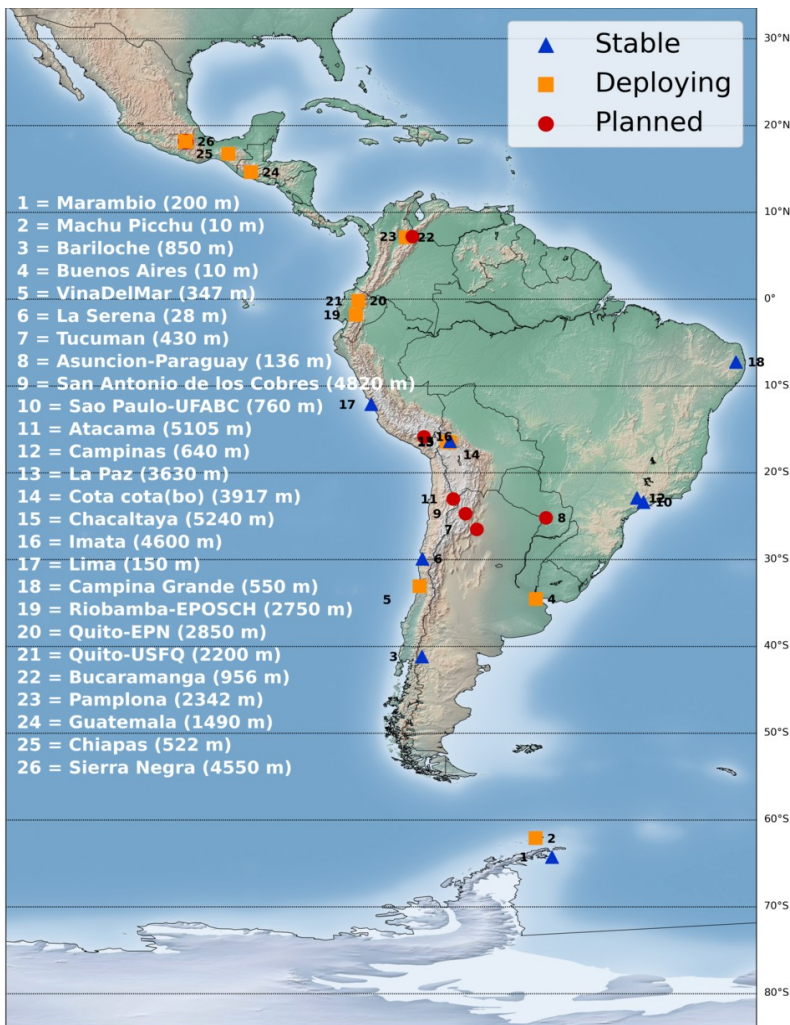 Stable
Deploying
Planned
30°N
20°N
10°N
0°
10°S
20°S
30°S
40°S
50°S
60°S
70°S
80°S
1 = Marambio (200 m)
2 = Machu Picchu (10 m)
3 = Bariloche (850 m)
4 = Buenos Aires (10 m)
5 = VinaDelMar (347 m)
6 = La Serena (28 m)
7 = Tucuman (430 m)
8 = Asuncion-Paraguay (136 m)
9 = San Antonio de los Cobres (4820 m)
10 = Sao Paulo-UFABC (760 m)
11 = Atacama (5105 m)
12 = Campinas (640 m)
13 = La Paz (3630 m)
14 = Cota cota(bo) (3917 m)
15 = Chacaltaya (5240 m)
16 = Imata (4600 m)
17 = Lima (150 m)
18 = Campina Grande (550 m)
19 = Riobamba-EPOSCH (2750 m)
20 = Quito-EPN (2850 m)
21 = Quito-USFQ (2200 m)
22 = Bucaramanga (956 m)
23 = Pamplona (2342 m)
24 = Guatemala (1490 m)
25 = Chiapas (522 m)
26 = Sierra Negra (4550 m)
26
25
24
23
22
21
20
19
18
17
16
14
12
10
11
9
8
7
6
5
4
3
2
1